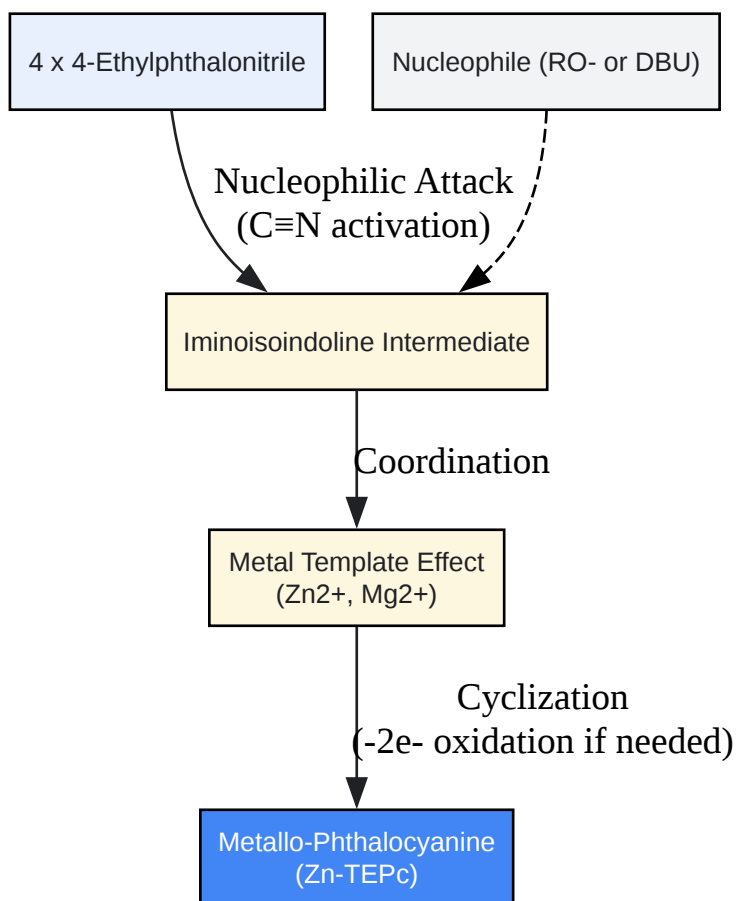 4 x 4-Ethylphthalonitrile
Nucleophile (RO- or DBU)
Nucleophilic Attack
(C≡N activation)
Iminoisoindoline Intermediate
Coordination
Metal Template Effect
(Zn2+, Mg2+)
Cyclization
(-2e- oxidation if needed)
Metallo-Phthalocyanine
(Zn-TEPc)